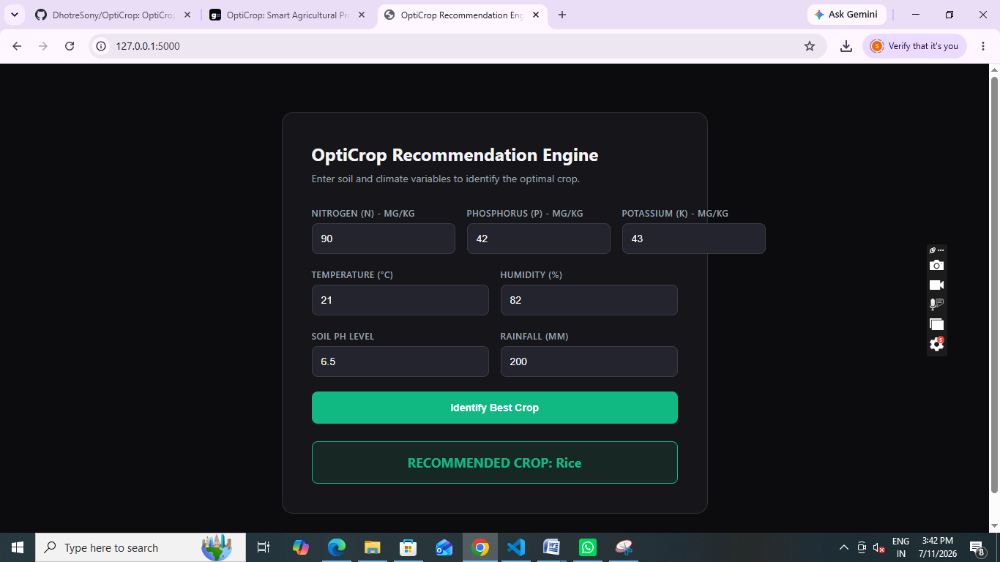 DhotreSony/OptiCrop: OptiCrop
OptiCrop: Smart Agricultural Pro
OptiCrop Recommendation Eng
Ask Gemini
127.0.0.1:5000
S
Verify that it's you
OptiCrop Recommendation Engine
Enter soil and climate variables to identify the optimal crop.
NITROGEN (N) - MG/KG PHOSPHORUS (P) - MG/KG POTASSIUM (K) - MG/KG
90 42 43
TEMPERATURE (°C) HUMIDITY (%)
21 82
SOIL PH LEVEL RAINFALL (MM)
6.5 200
Identify Best Crop
RECOMMENDED CROP: Rice
5
Type here to search
ENG
IN
3:42 PM
7/11/2026
8